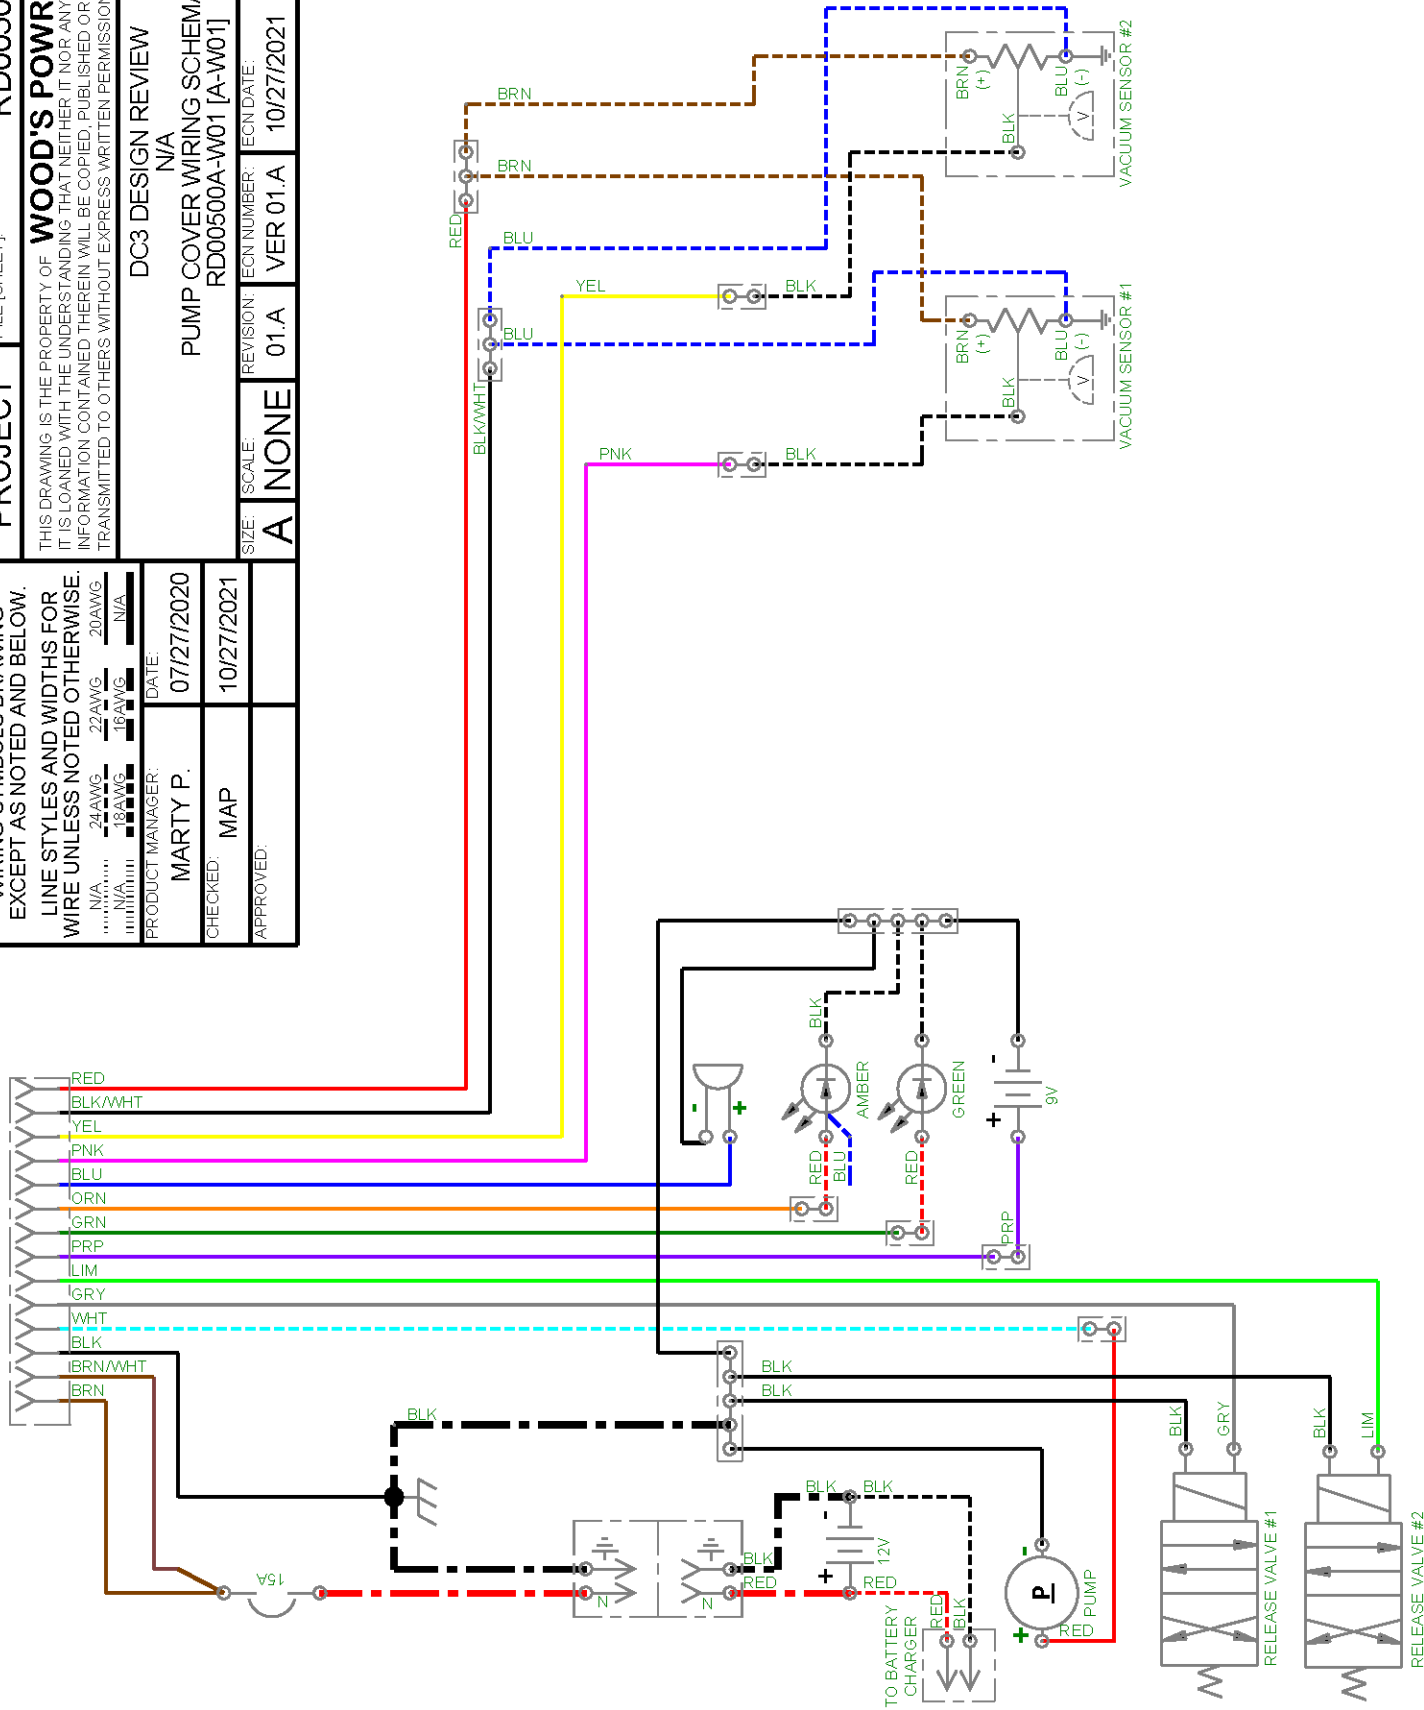 PROJECT
THIS DRAWING IS THE PROPERTY OF WOOD'S POWR
IT IS LOANED WITH THE UNDERSTANDING THAT NEITHER IT NOR ANY
INFORMATION CONTAINED THEREIN WILL BE COPIED, PUBLISHED OR
TRANSMITTED TO OTHERS WITHOUT EXPRESS WRITTEN PERMISSION
DC3 DESIGN REVIEW
N/A
PUMP COVER WIRING SCHEMA
RD00500A-W01 [A-W01]
SIZE:
A
SCALE:
NONE
REVISION:
01.A
ECN NUMBER:
VER 01.A
ECN DATE:
10/27/2021
EXCEPT AS NOTED AND BELOW.
LINE STYLES AND WIDTHS FOR
WIRE UNLESS NOTED OTHERWISE.
N/A 24AWG 22AWG 20AWG
N/A 18AWG 16AWG N/A
PRODUCT MANAGER:
MARTY P.
DATE:
07/27/2020
CHECKED:
MAP
10/27/2021
APPROVED:
BRN
BRN
RED
BLU
BLU
BLK/WHT
YEL
BLK
PNK
BLK
BRN
(+)
BLU
(-)
BLK
V
VACUUM SENSOR #2
BRN
(+)
BLU
(-)
BLK
V
VACUUM SENSOR #1
RED
BLK/WHT
YEL
PNK
BLU
ORN
GRN
PRP
LIM
GRY
WHT
BLK
BRN/WHT
BRN
-
+
BLK
AMBER
RED
BLU
GREEN
RED
-
+
9V
PRP
BLK
BLK
BLK
BLK
GRY
BLK
LIM
15A
N
N
BLK
RED
BLK
BLK
-
+
12V
RED
RED
BLK
TO BATTERY
CHARGER
-
+
P
PUMP
RED
RELEASE VALVE #1
RELEASE VALVE #2